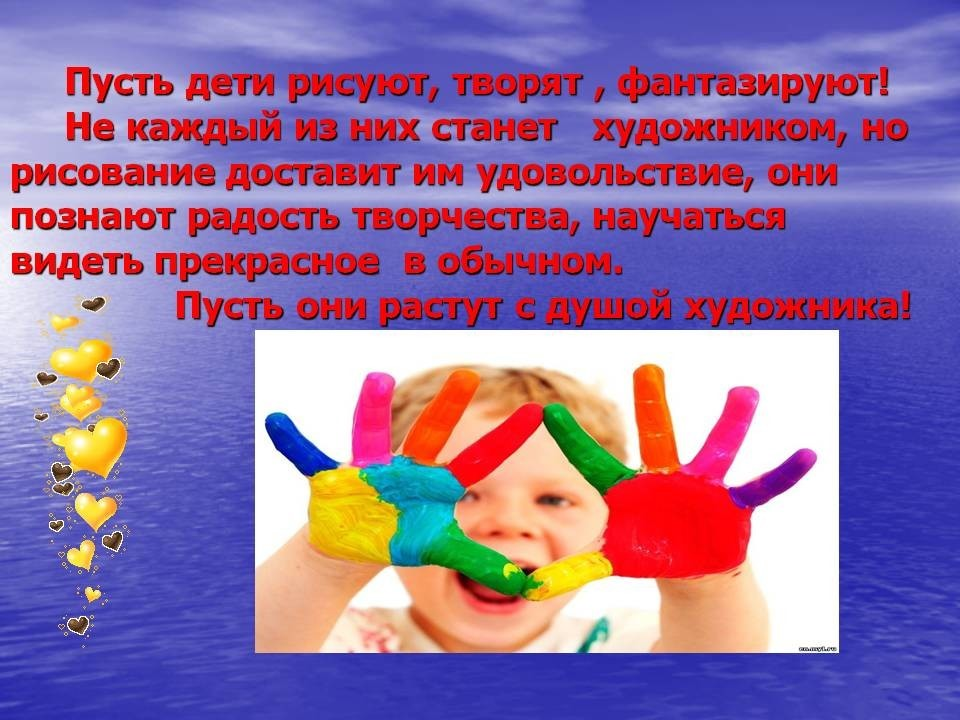 Пусть дети рисуют, творят , фантазируют!
Не каждый из них станет художником, но
рисование доставит им удовольствие, они
познают радость творчества, научаться
видеть прекрасное в обычном.
Пусть они растут с душой художника!